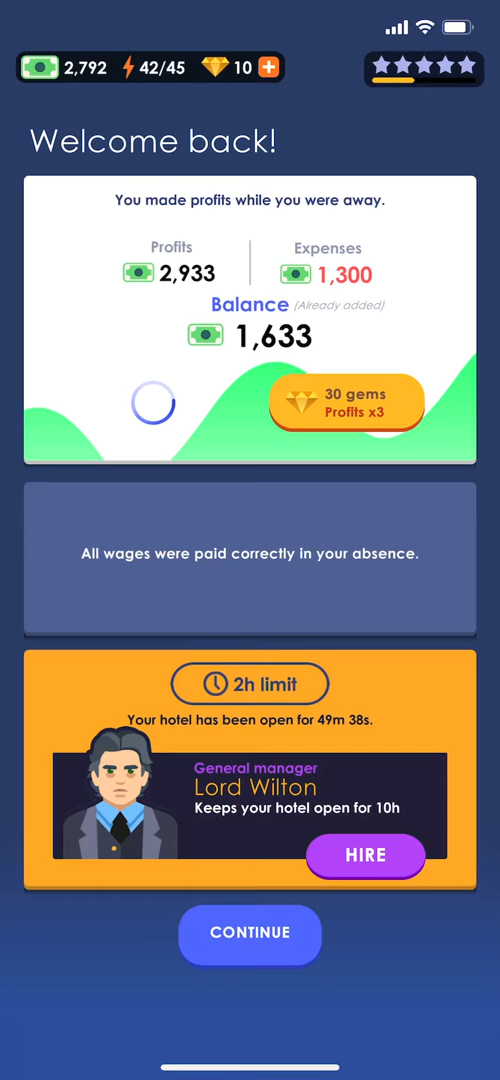 2,792 42/45 10
Welcome back!
You made profits while you were away.
Profits Expenses
2,933 1,300
Balance (Already added)
1,633
30 gems
Profits x3
All wages were paid correctly in your absence.
2h limit
Your hotel has been open for 49m 38s.
General manager
Lord Wilton
Keeps your hotel open for 10h
HIRE
CONTINUE